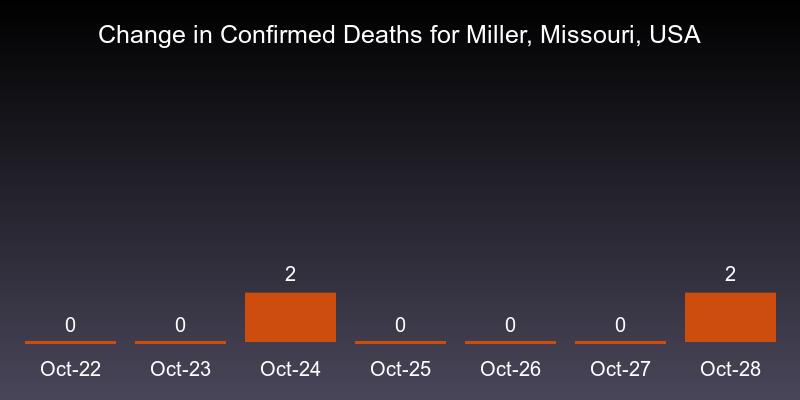 Change in Confirmed Deaths for Miller, Missouri, USA
2 2
0 0 0 0 0
Oct-22 Oct-23 Oct-24 Oct-25 Oct-26 Oct-27 Oct-28